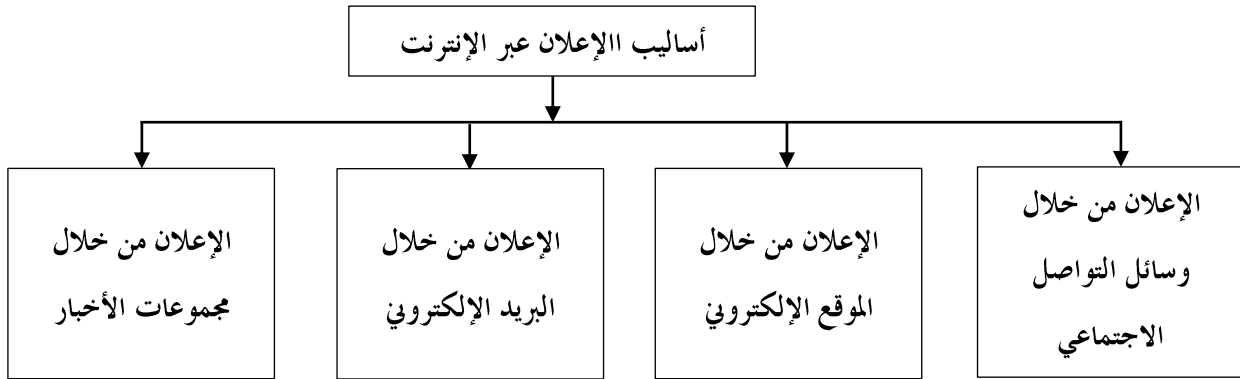 أساليب االإعلان عبر الإنترنت
الإعلان من خلال
وسائل التواصل
الاجتماعي
الإعلان من خلال
الموقع الإلكتروني
الإعلان من خلال
البريد الإلكتروني
الإعلان من خلال
مجموعات الأخبار